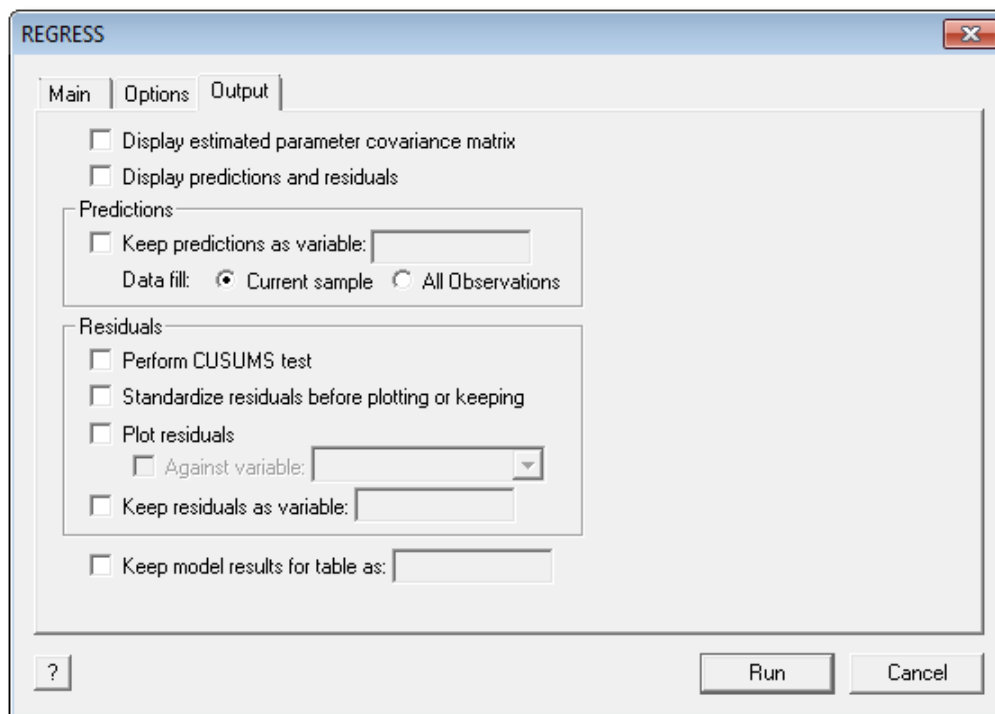 REGRESS
Main Options Output
Display estimated parameter covariance matrix
Display predictions and residuals
Predictions
Keep predictions as variable:
Data fill: Current sample All Observations
Residuals
Perform CUSUMS test
Standardize residuals before plotting or keeping
Plot residuals
Against variable:
Keep residuals as variable:
Keep model results for table as:
? Run Cancel